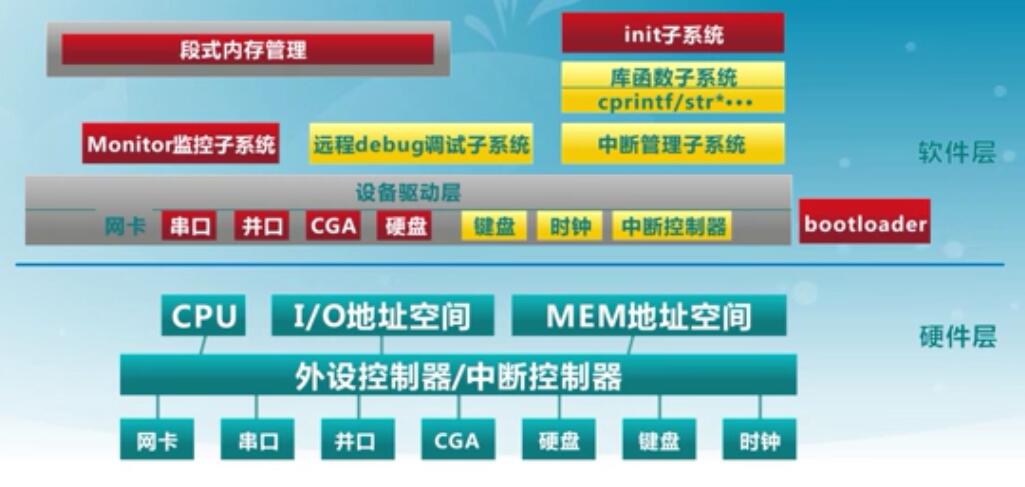 段式内存管理
init子系统
库函数子系统
cprintf/str*···
Monitor监控子系统
远程debug调试子系统
中断管理子系统
软件层
设备驱动层
网卡
串口
并口
CGA
硬盘
键盘
时钟
中断控制器
bootloader
CPU
I/O地址空间
MEM地址空间
硬件层
外设控制器/中断控制器
网卡
串口
并口
CGA
硬盘
键盘
时钟